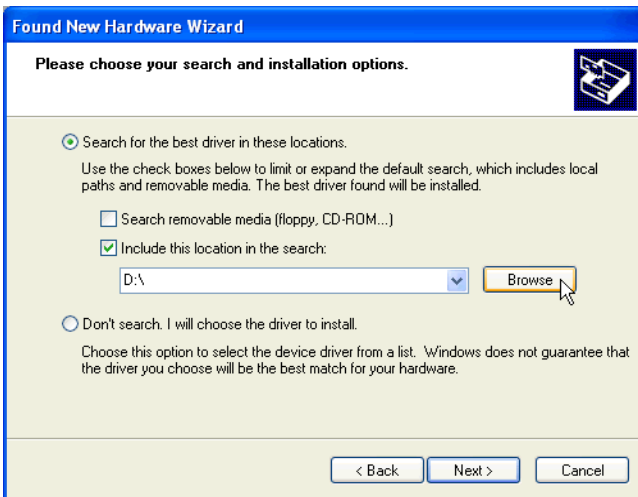 Found New Hardware Wizard
Please choose your search and installation options.
Search for the best driver in these locations.
Use the check boxes below to limit or expand the default search, which includes local
paths and removable media. The best driver found will be installed.
Search removable media (floppy, CD-ROM...)
Include this location in the search:
D:\
Browse
Don't search. I will choose the driver to install.
Choose this option to select the device driver from a list.  Windows does not guarantee that
the driver you choose will be the best match for your hardware.
< Back
Next >
Cancel